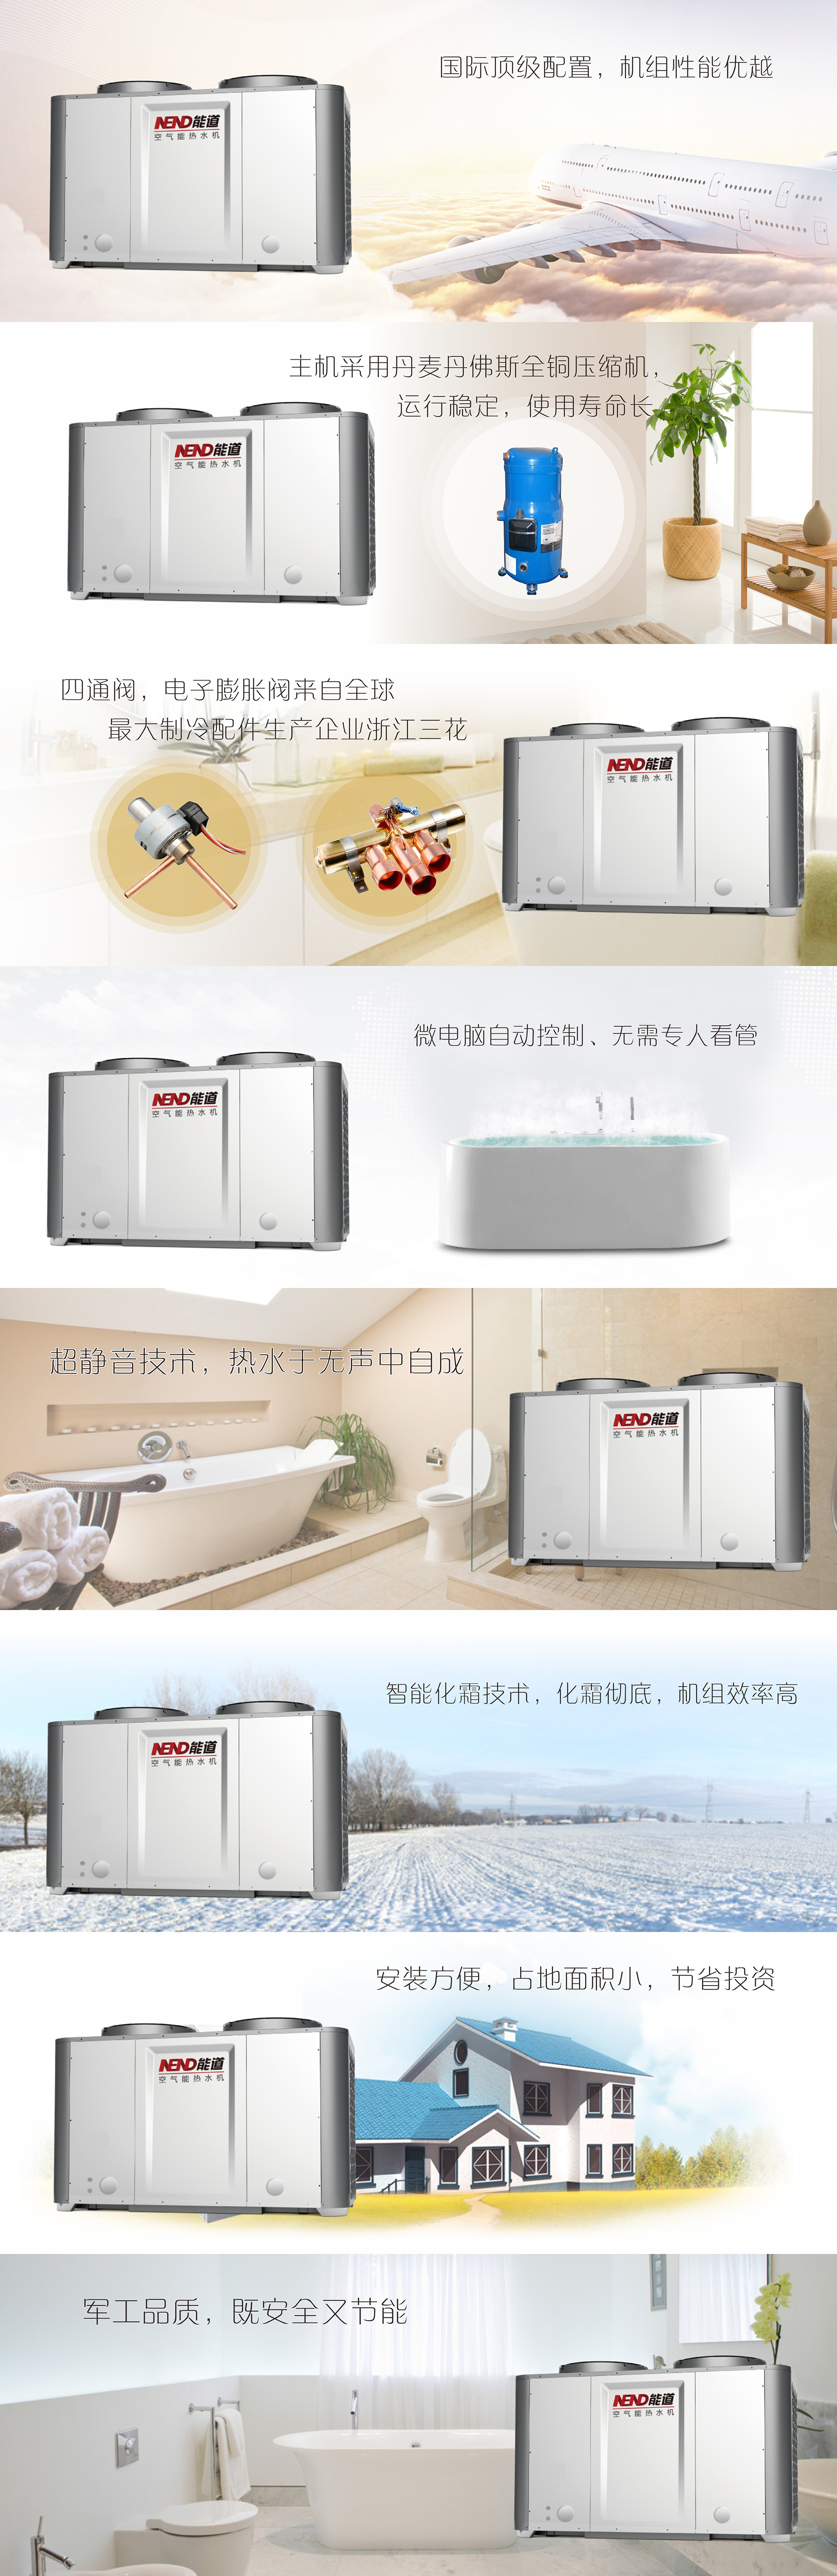 国际顶级配置，机组性能优越
NEND能道
空气能热水机
主机采用丹麦丹佛斯全铜压缩机，
运行稳定，使用寿命长
NEND能道
空气能热水机
四通阀，电子膨胀阀来自全球
最大制冷配件生产企业浙江三花
NEND能道
空气能热水机
微电脑自动控制、无需专人看管
NEND能道
空气能热水机
超静音技术，热水于无声中自成
NEND能道
空气能热水机
智能化霜技术，化霜彻底，机组效率高
NEND能道
空气能热水机
安装方便，占地面积小，节省投资
NEND能道
空气能热水机
军工品质，既安全又节能
NEND能道
空气能热水机